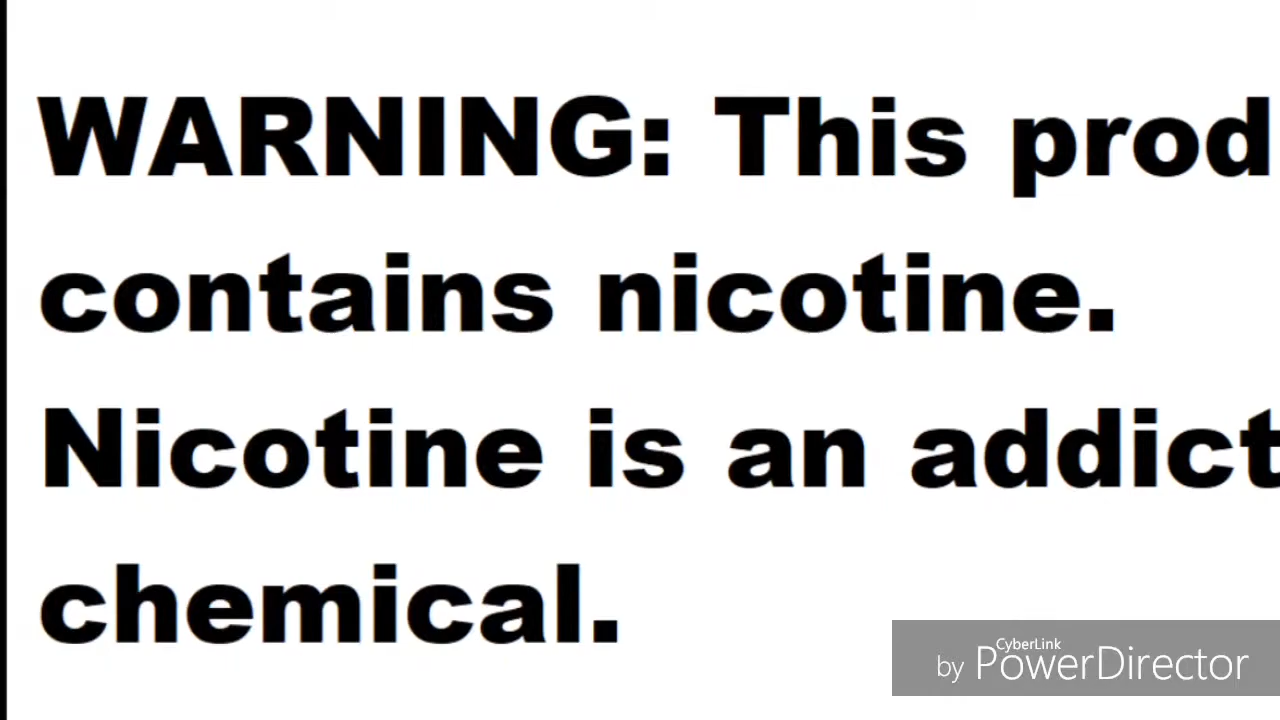 WARNING: This prod
contains nicotine.
Nicotine is an addict
chemical.
CyberLink
by PowerDirector